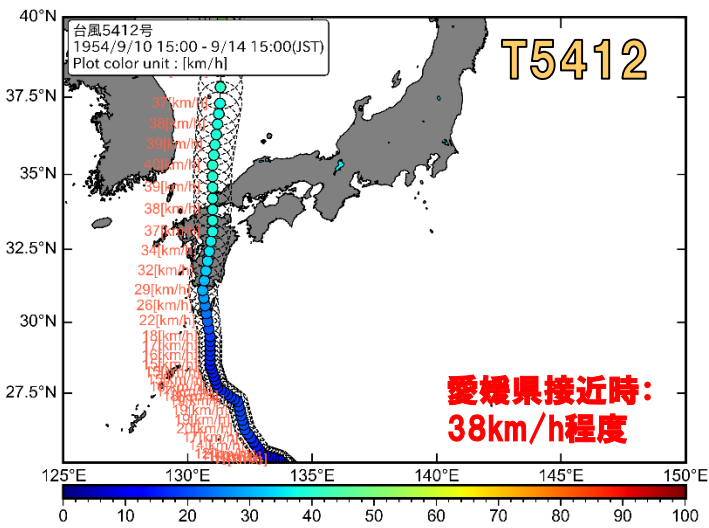 40°N
台風5412号
1954/9/10 15:00 - 9/14 15:00(JST)
Plot color unit : [km/h]
T5412
37.5°N
37[km/h]
38[km/h]
39[km/h]
40[km/h]
35°N
39[km/h]
38[km/h]
37[km/h]
32.5°N
34[km/h]
32[km/h]
29[km/h]
26[km/h]
30°N
22[km/h]
18[km/h]
17[km/h]
16[km/h]
愛媛県接近時:
38km/h程度
27.5°N
19[km/h]
19[km/h]
20[km/h]
17[km/h]
14[km/h]
125°E 130°E 135°E 140°E 145°E 150°E
0 10 20 30 40 50 60 70 80 90 100